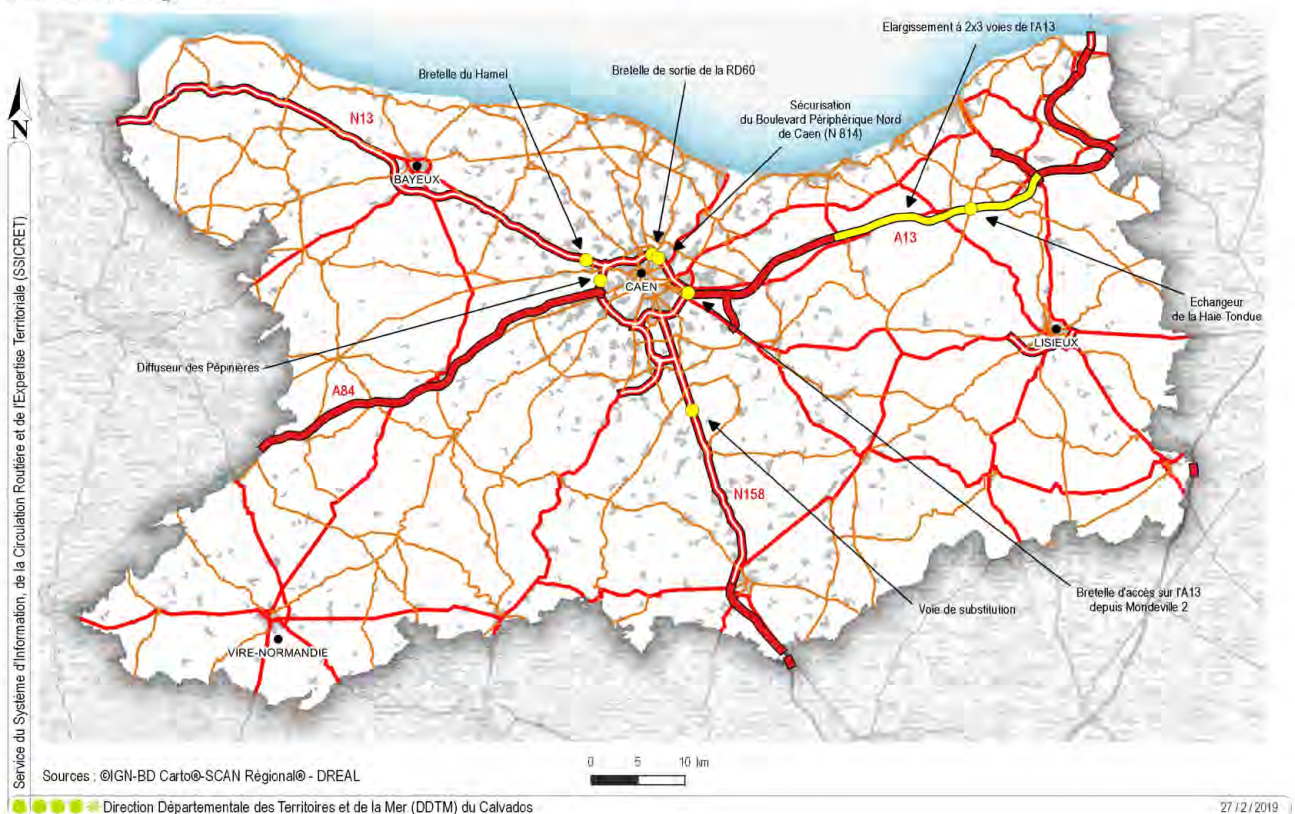 Elargissement à 2x3 voies de l'A13
Bretelle du Hamel
Bretelle de sortie de la RD60
Sécurisation
du Boulevard Périphérique Nord
de Caen (N 814)
N
N13
BAYEUX
A13
CAEN
Echangeur
de la Haie Tondue
LISIEUX
Diffuseur des Pépinières
A84
N158
Voie de substitution
Bretelle d'accès sur l'A13
depuis Mondeville 2
VIRE-NORMANDIE
Service du Système d'Information, de la Circulation Routière et de l'Expertise Territoriale (SSICRET)
0 5 10 km
Sources : ©IGN-BD Carto®-SCAN Régional® - DREAL
Direction Départementale des Territoires et de la Mer (DDTM) du Calvados
27/2/2019